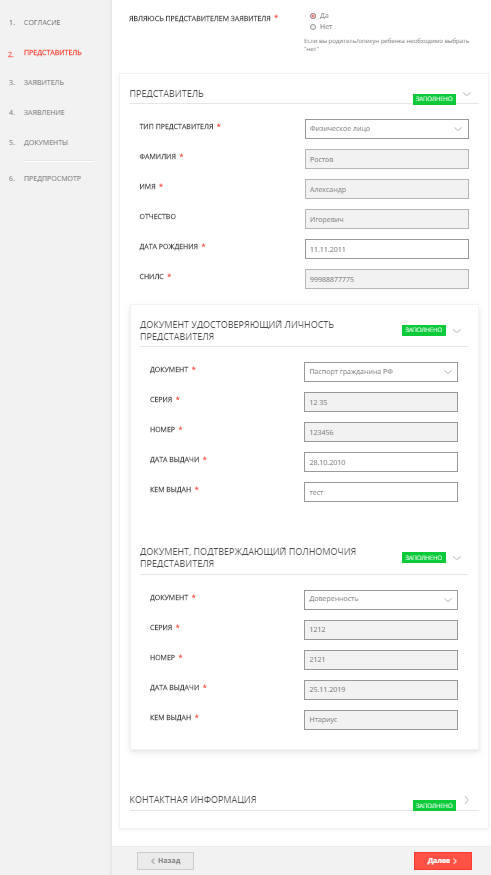 1. СОГЛАСИЕ
2. ПРЕДСТАВИТЕЛЬ
3. ЗАЯВИТЕЛЬ
4. ЗАЯВЛЕНИЕ
5. ДОКУМЕНТЫ
6. ПРЕДПРОСМОТР
ЯВЛЯЮСЬ ПРЕДСТАВИТЕЛЕМ ЗАЯВИТЕЛЯ *
Да
Нет
Если вы родитель/опекун ребенка необходимо выбрать
"нет"
ПРЕДСТАВИТЕЛЬ ЗАПОЛНЕНО
ТИП ПРЕДСТАВИТЕЛЯ * Физическое лицо
ФАМИЛИЯ * Ростов
ИМЯ * Александр
ОТЧЕСТВО Игоревич
ДАТА РОЖДЕНИЯ * 11.11.2011
СНИЛС * 99988877775
ДОКУМЕНТ УДОСТОВЕРЯЮЩИЙ ЛИЧНОСТЬ ЗАПОЛНЕНО
ПРЕДСТАВИТЕЛЯ
ДОКУМЕНТ * Паспорт гражданина РФ
СЕРИЯ * 12 35
НОМЕР * 123456
ДАТА ВЫДАЧИ * 28.10.2010
КЕМ ВЫДАН * тест
ДОКУМЕНТ, ПОДТВЕРЖДАЮЩИЙ ПОЛНОМОЧИЯ ЗАПОЛНЕНО
ПРЕДСТАВИТЕЛЯ
ДОКУМЕНТ * Доверенность
СЕРИЯ * 1212
НОМЕР * 2121
ДАТА ВЫДАЧИ * 25.11.2019
КЕМ ВЫДАН * Нтариус
КОНТАКТНАЯ ИНФОРМАЦИЯ ЗАПОЛНЕНО
Назад
Далее